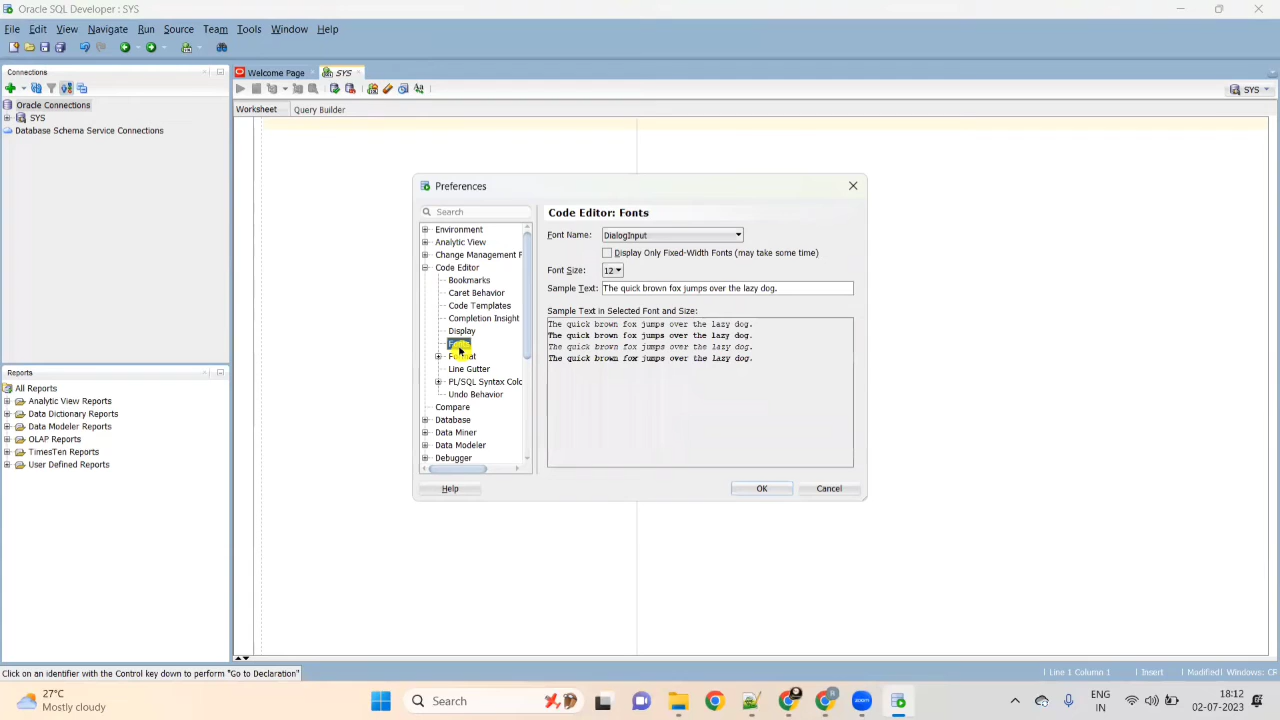 Oracle SQL Developer : SYS
File Edit View Navigate Run Source Team Tools Window Help
Connections
Oracle Connections
SYS
Database Schema Service Connections
Reports
All Reports
Analytic View Reports
Data Dictionary Reports
Data Modeler Reports
OLAP Reports
TimesTen Reports
User Defined Reports
Welcome Page SYS
SYS
Worksheet Query Builder
Preferences
Search
Environment
Analytic View
Change Management P
Code Editor
Bookmarks
Caret Behavior
Code Templates
Completion Insight
Display
Line Gutter
PL/SQL Syntax Colo
Undo Behavior
Compare
Database
Data Miner
Data Modeler
Debugger
Code Editor: Fonts
Font Name: DialogInput
Display Only Fixed-Width Fonts (may take some time)
Font Size: 12
Sample Text: The quick brown fox jumps over the lazy dog.
Sample Text in Selected Font and Size:
The quick brown fox jumps over the lazy dog.
The quick brown fox jumps over the lazy dog.
The quick brown fox jumps over the lazy dog.
The quick brown fox jumps over the lazy dog.
Help OK Cancel
Click on an identifier with the Control key down to perform "Go to Declaration"
Line 1 Column 1 Insert Modified Windows: CF
27°C
Mostly cloudy
Search
ENG
IN
18:12
02-07-2023